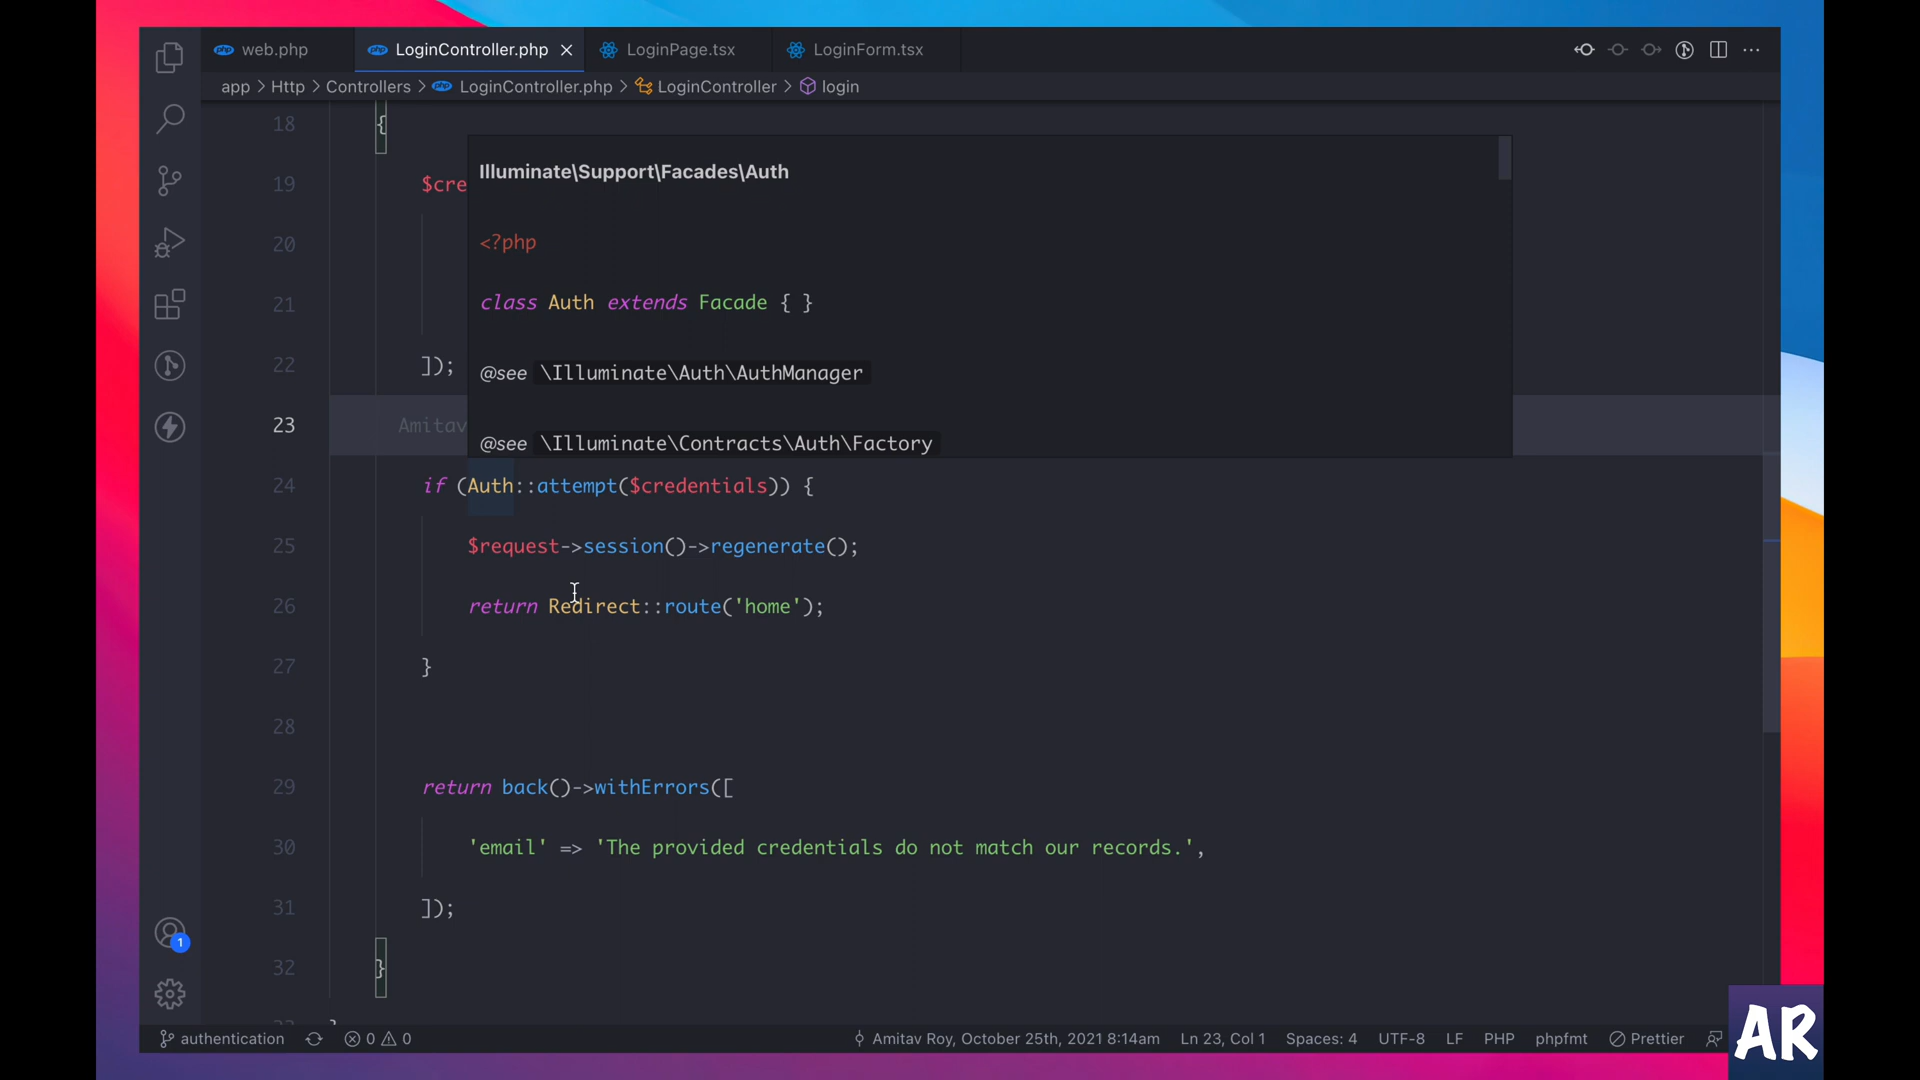 web.php LoginController.php LoginPage.tsx LoginForm.tsx
app > Http > Controllers > LoginController.php > LoginController > login
18 {
Illuminate\Support\Facades\Auth
19 $cre
20 <?php
21 class Auth extends Facade { }
22 ]); @see \Illuminate\Auth\AuthManager
23 Amitav
@see \Illuminate\Contracts\Auth\Factory
24 if (Auth::attempt($credentials)) {
25 $request->session()->regenerate();
26 return Redirect::route('home');
27 }
28
29 return back()->withErrors([
30 'email' => 'The provided credentials do not match our records.',
31 ]);
32 }
1
authentication 0 0 Amitav Roy, October 25th, 2021 8:14am Ln 23, Col 1 Spaces: 4 UTF-8 LF PHP phpfmt Prettier
AR